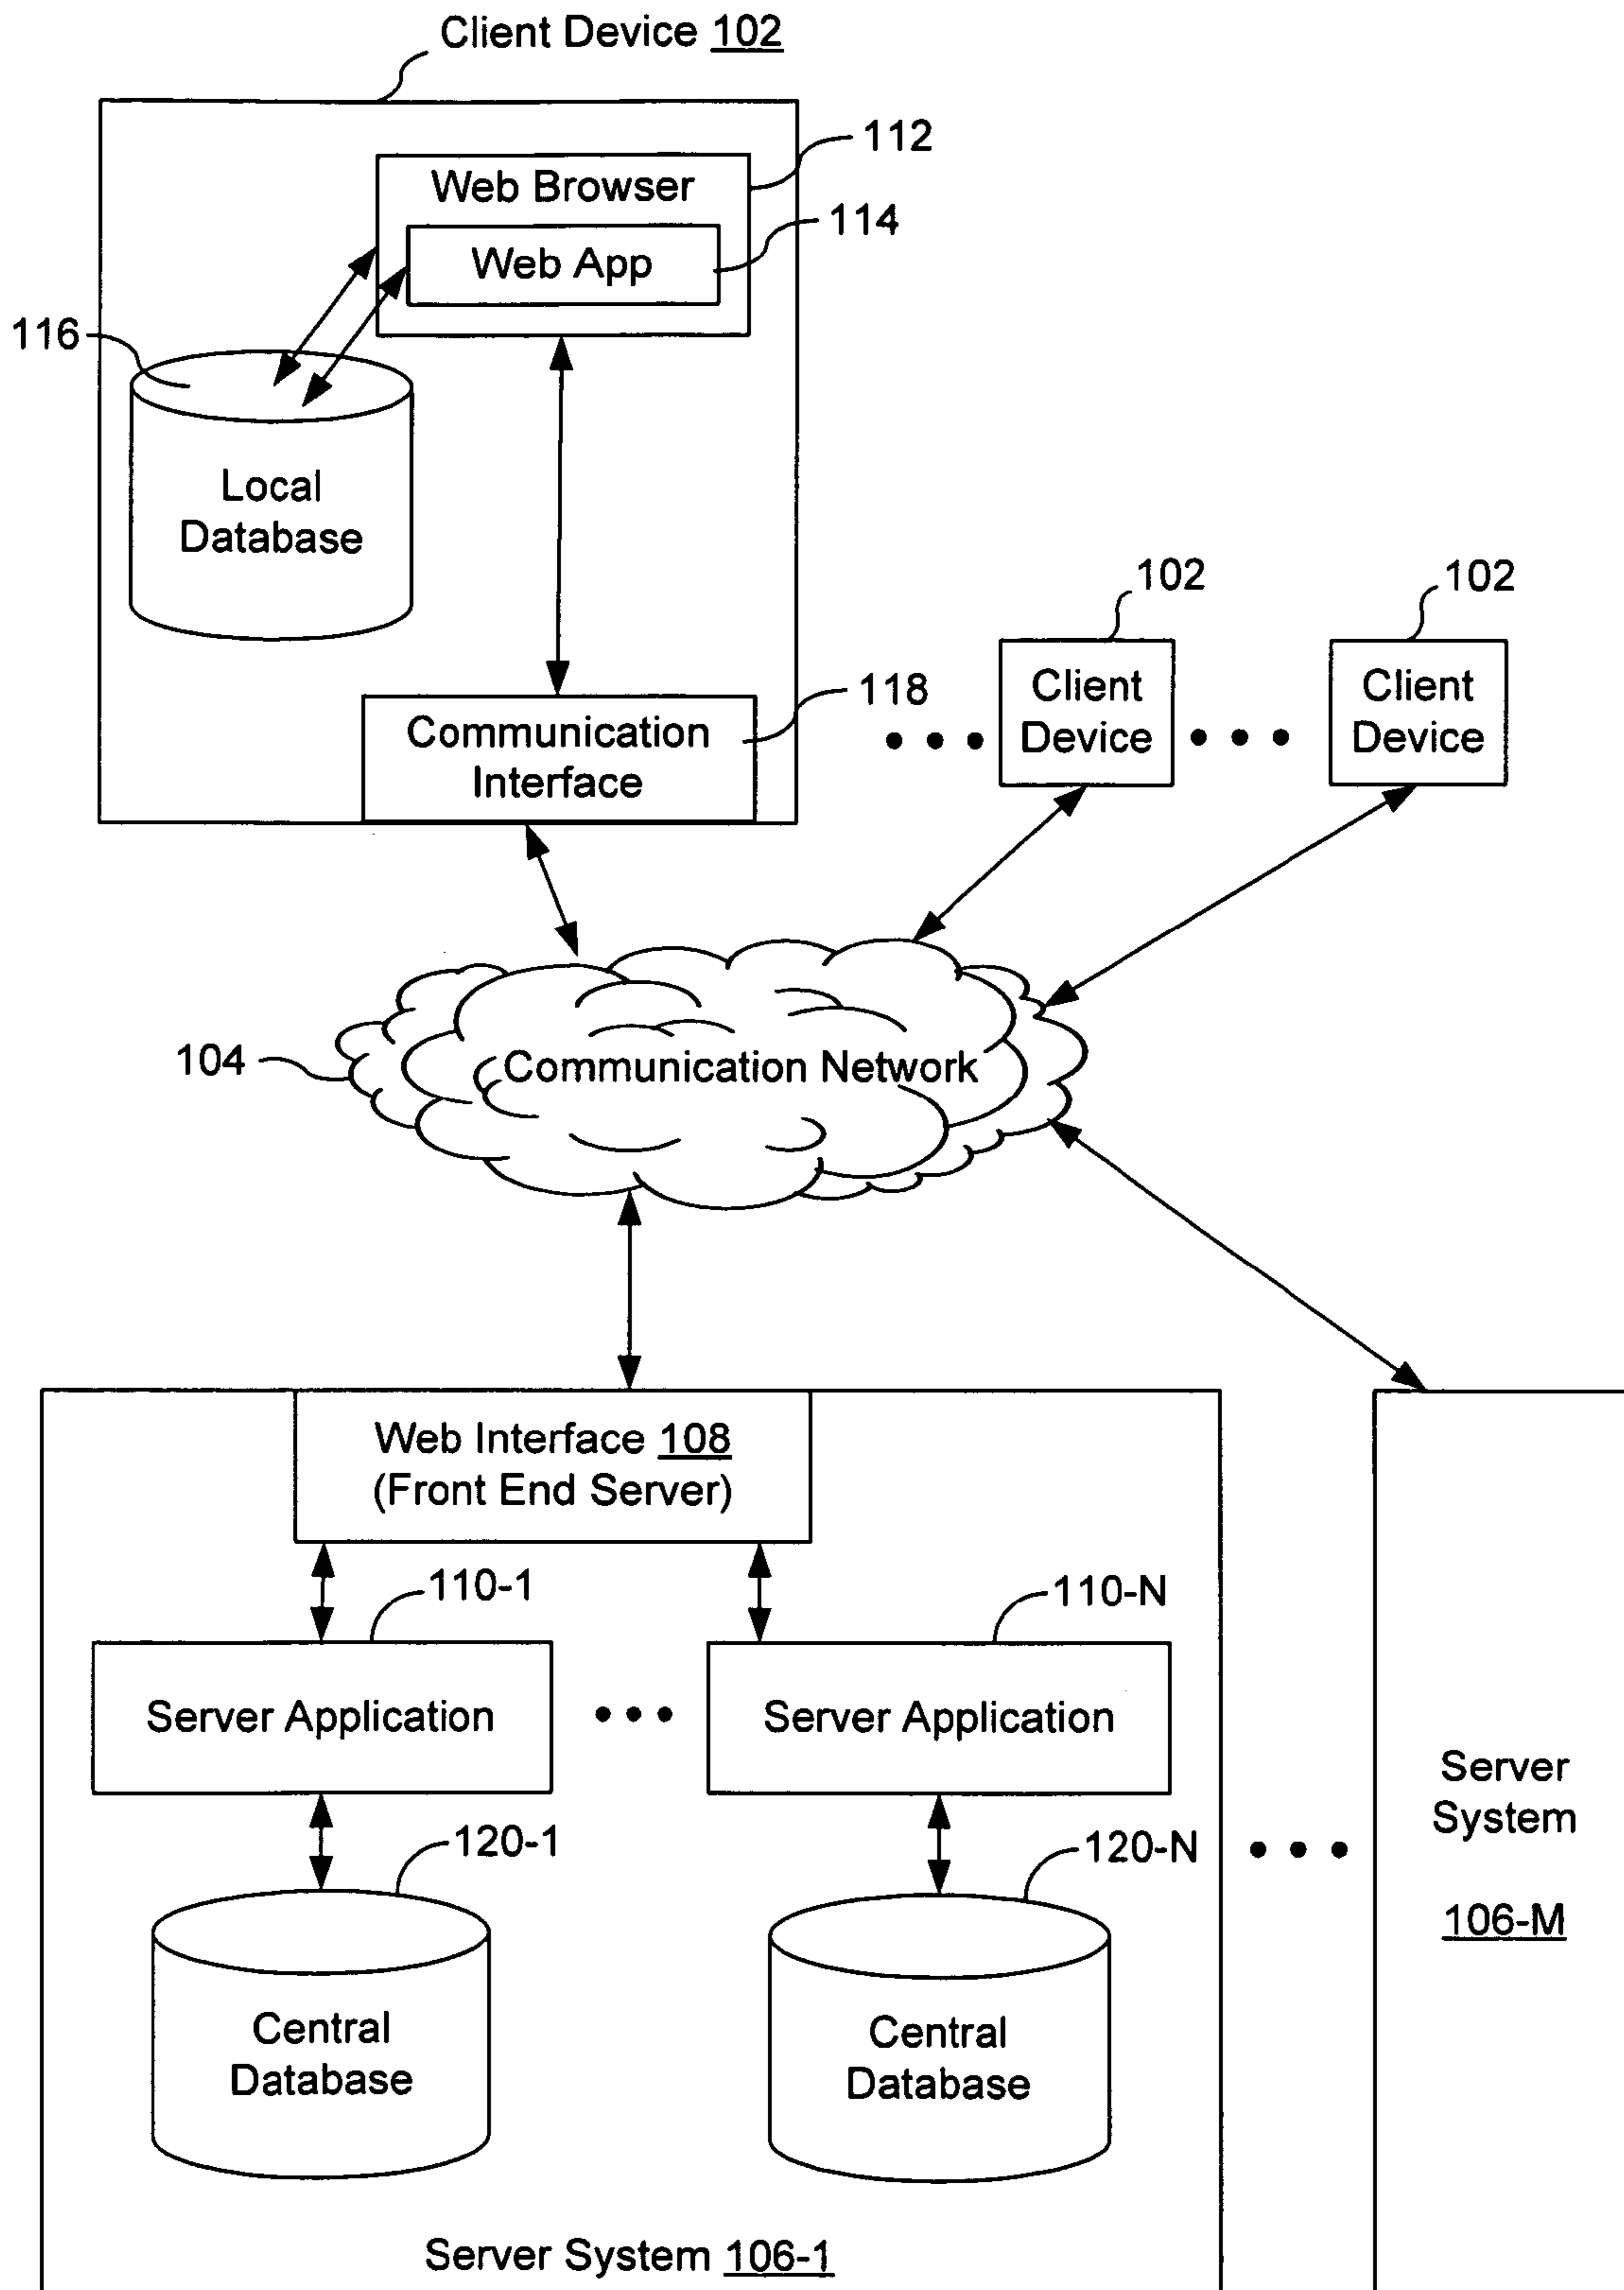 Client Device 102
112
Web Browser
114
Web App
116
Local
Database
102
102
Client
Device
Client
Device
118
Communication
Interface
104
Communication Network
Web Interface 108
(Front End Server)
110-1
110-N
Server Application
Server Application
Server
System
106-M
120-1
120-N
Central
Database
Central
Database
Server System 106-1